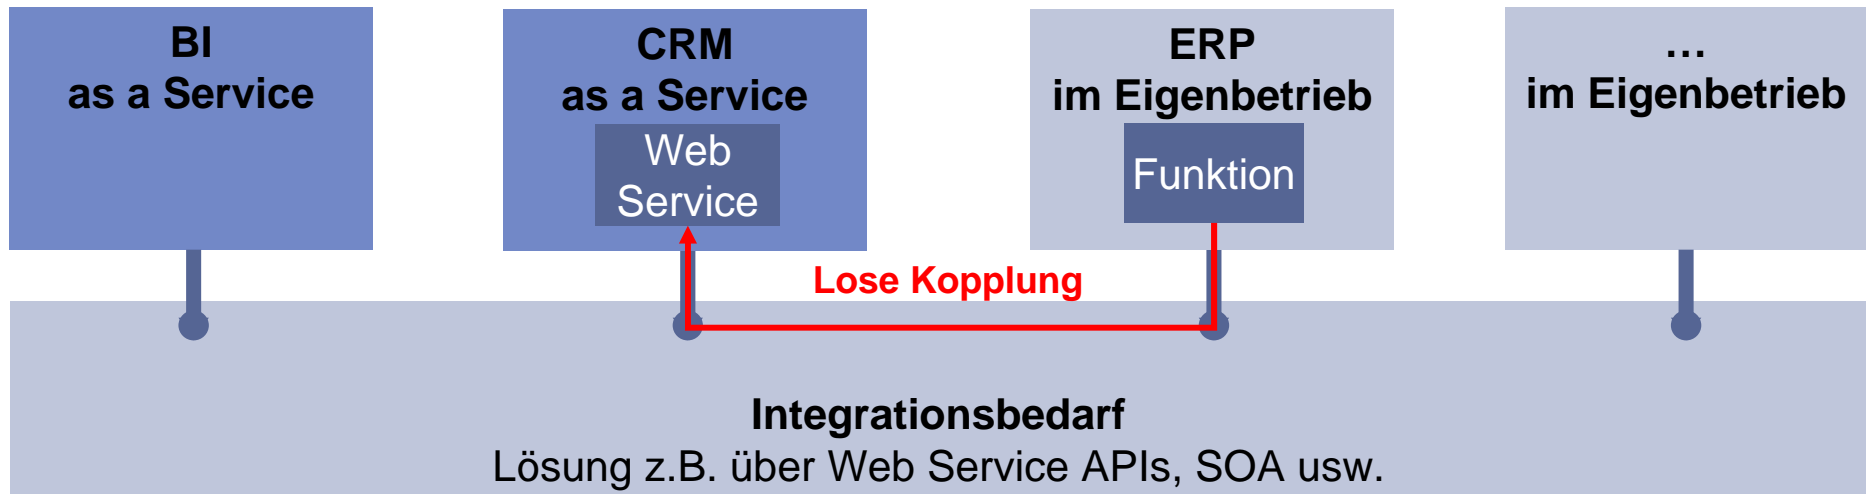 BI
as a Service
CRM
as a Service
Web
Service
ERP
im Eigenbetrieb
Funktion
…
im Eigenbetrieb
Lose Kopplung
Integrationsbedarf
Lösung z.B. über Web Service APIs, SOA usw.